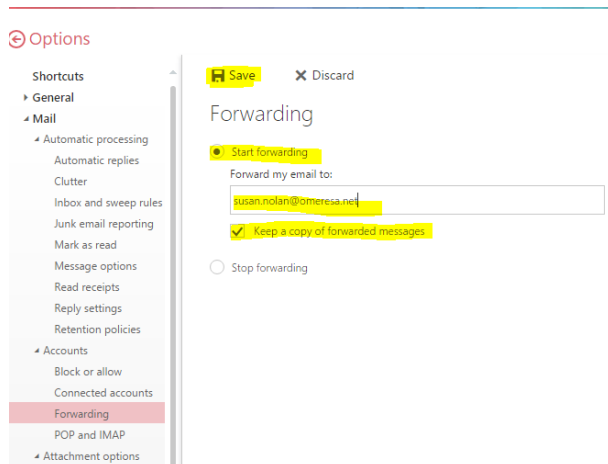 Options
Shortcuts
General
Mail
Automatic processing
Automatic replies
Clutter
Inbox and sweep rules
Junk email reporting
Mark as read
Message options
Read receipts
Reply settings
Retention policies
Accounts
Block or allow
Connected accounts
Forwarding
POP and IMAP
Attachment options
Save Discard
Forwarding
Start forwarding
Forward my email to:
susan.nolan@omeresa.net
Keep a copy of forwarded messages
Stop forwarding